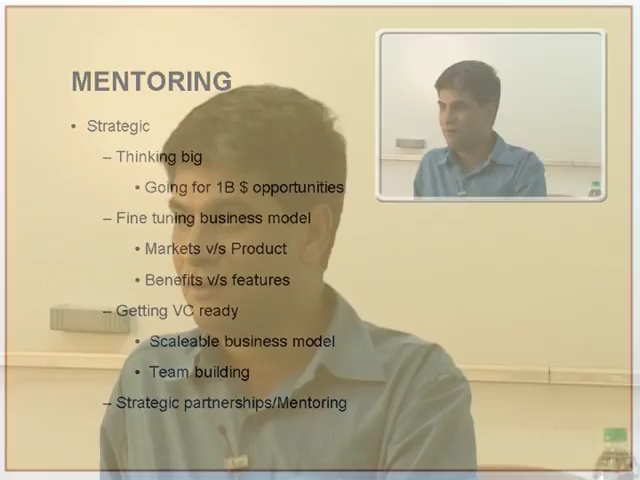 MENTORING
• Strategic
– Thinking big
• Going for 1B $ opportunities
– Fine tuning business model
• Markets v/s Product
• Benefits v/s features
– Getting VC ready
• Scaleable business model
• Team building
– Strategic partnerships/Mentoring